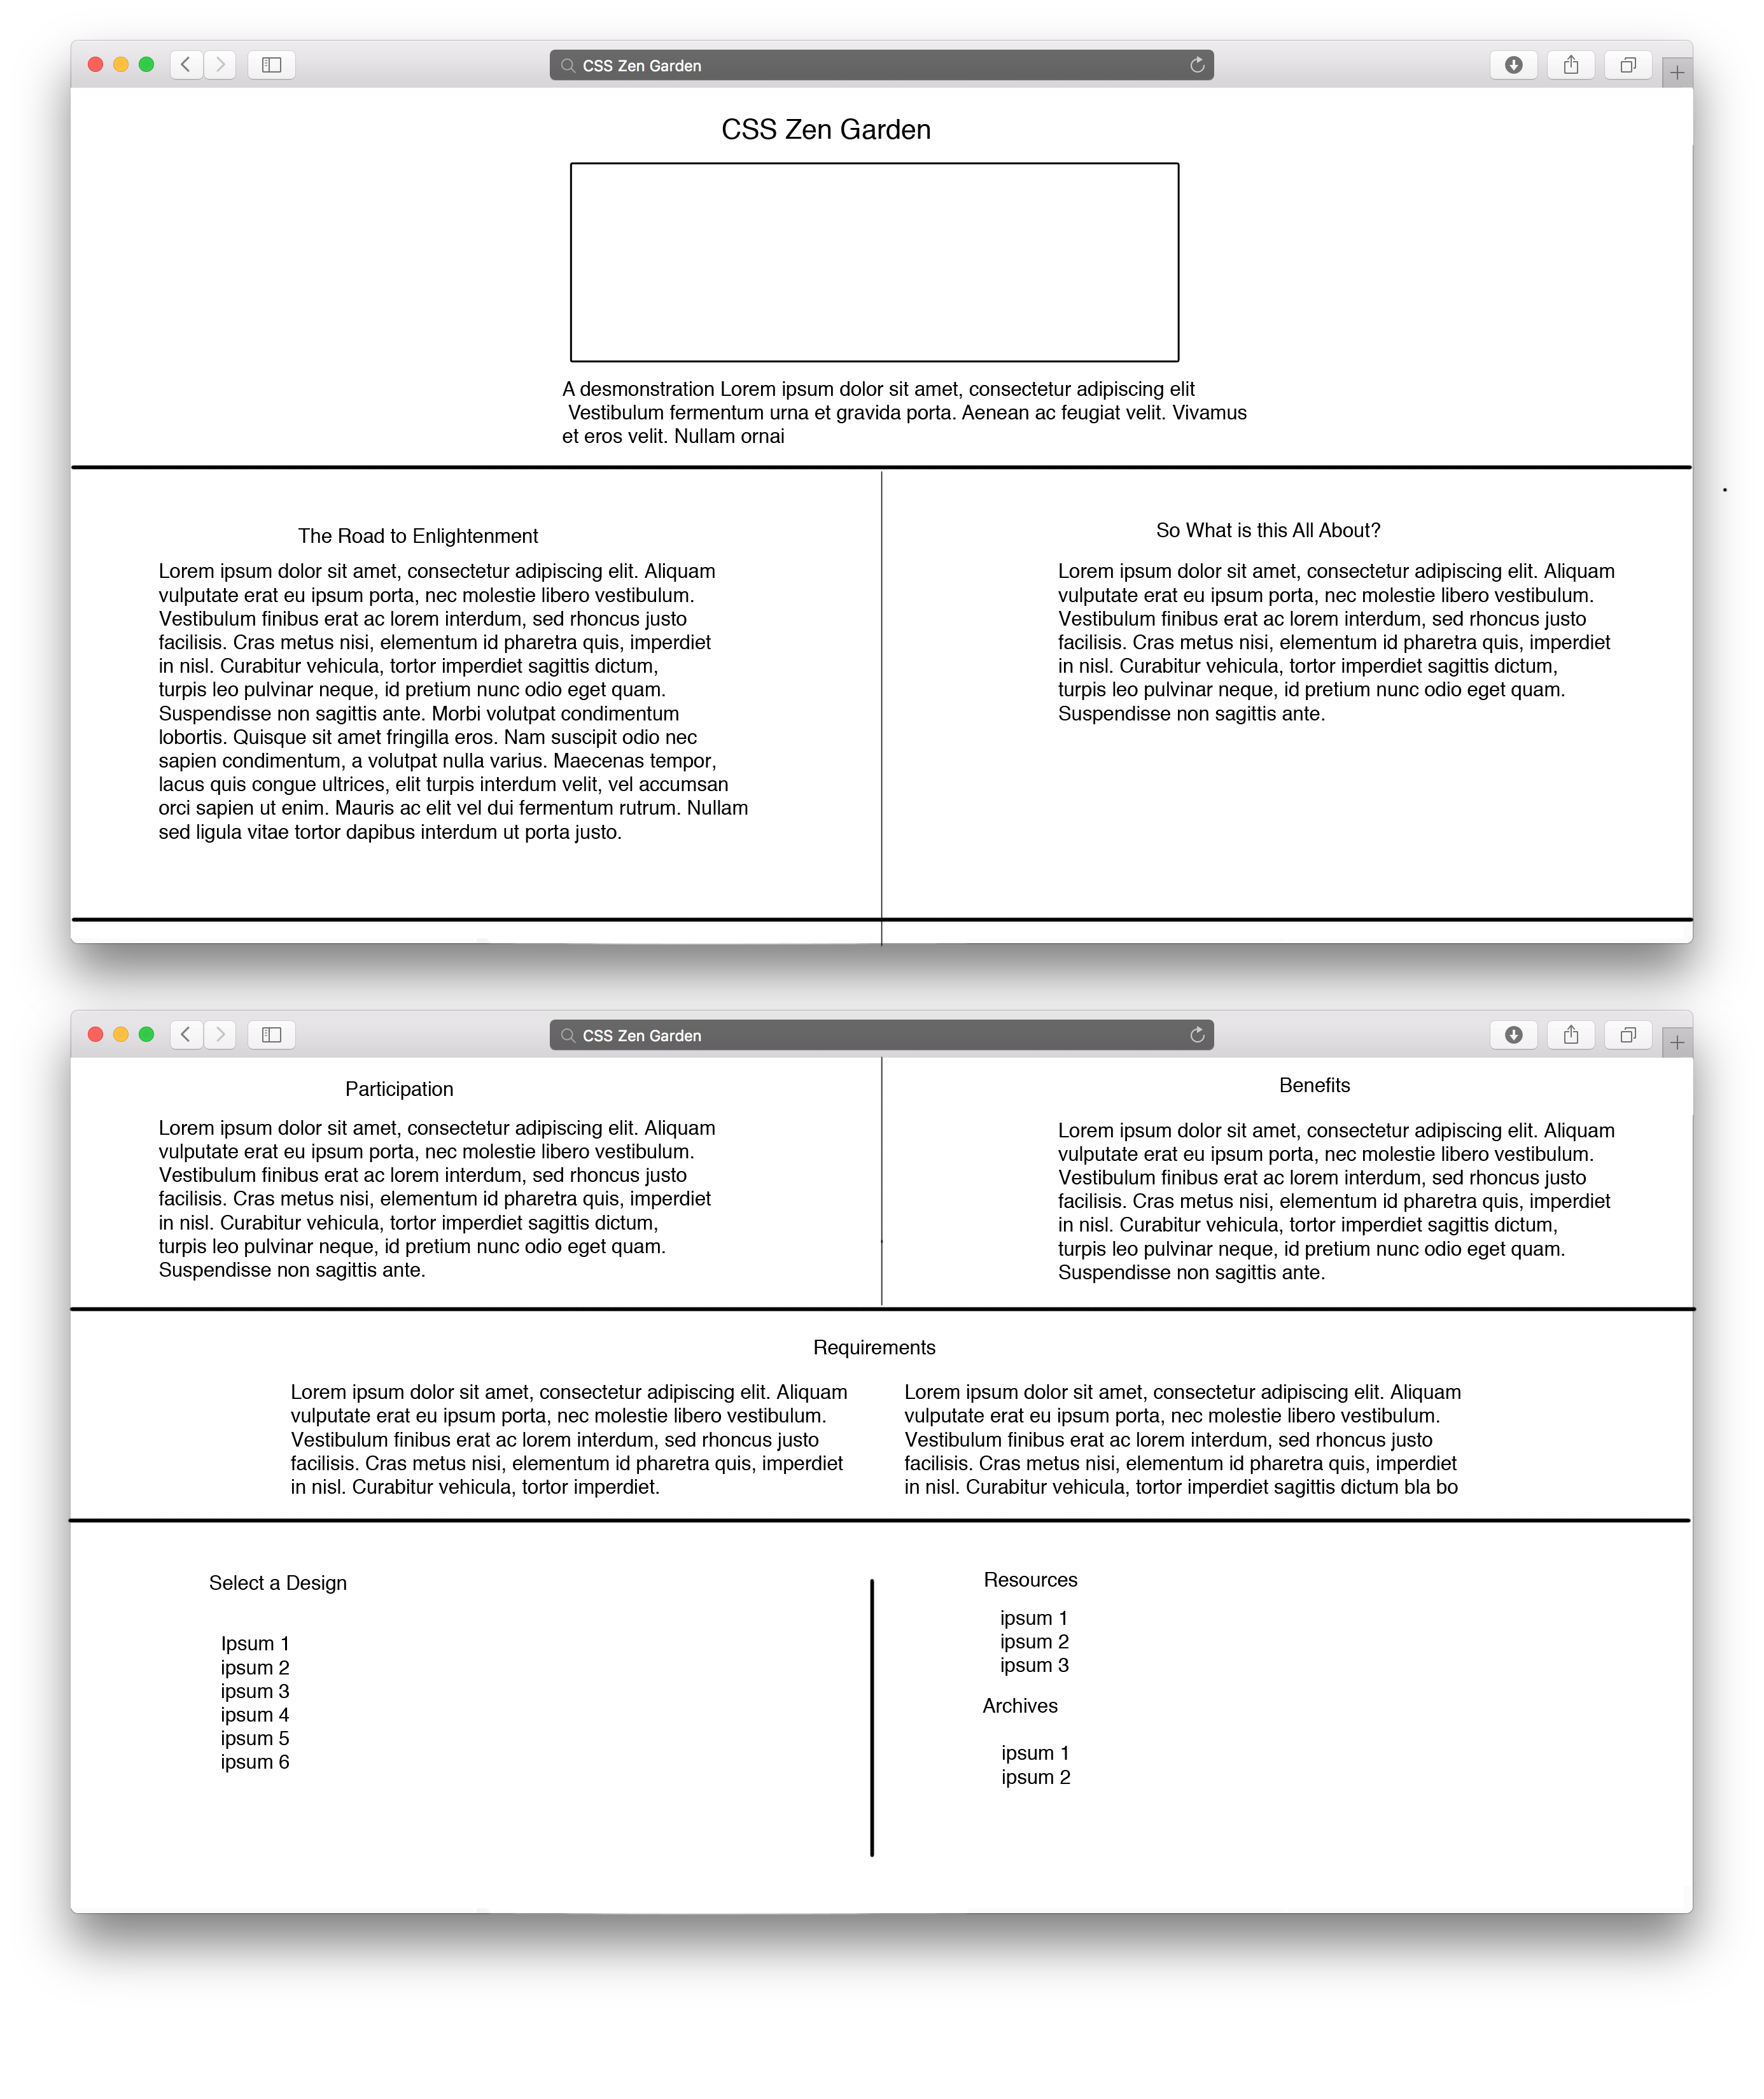 CSS Zen Garden
CSS Zen Garden
A desmonstration Lorem ipsum dolor sit amet, consectetur adipiscing elit
Vestibulum fermentum urna et gravida porta. Aenean ac feugiat velit. Vivamus
et eros velit. Nullam ornai
The Road to Enlightenment
Lorem ipsum dolor sit amet, consectetur adipiscing elit. Aliquam
vulputate erat eu ipsum porta, nec molestie libero vestibulum.
Vestibulum finibus erat ac lorem interdum, sed rhoncus justo
facilisis. Cras metus nisi, elementum id pharetra quis, imperdiet
in nisl. Curabitur vehicula, tortor imperdiet sagittis dictum,
turpis leo pulvinar neque, id pretium nunc odio eget quam.
Suspendisse non sagittis ante. Morbi volutpat condimentum
lobortis. Quisque sit amet fringilla eros. Nam suscipit odio nec
sapien condimentum, a volutpat nulla varius. Maecenas tempor,
lacus quis congue ultrices, elit turpis interdum velit, vel accumsan
orci sapien ut enim. Mauris ac elit vel dui fermentum rutrum. Nullam
sed ligula vitae tortor dapibus interdum ut porta justo.
So What is this All About?
Lorem ipsum dolor sit amet, consectetur adipiscing elit. Aliquam
vulputate erat eu ipsum porta, nec molestie libero vestibulum.
Vestibulum finibus erat ac lorem interdum, sed rhoncus justo
facilisis. Cras metus nisi, elementum id pharetra quis, imperdiet
in nisl. Curabitur vehicula, tortor imperdiet sagittis dictum,
turpis leo pulvinar neque, id pretium nunc odio eget quam.
Suspendisse non sagittis ante.
CSS Zen Garden
Participation
Lorem ipsum dolor sit amet, consectetur adipiscing elit. Aliquam
vulputate erat eu ipsum porta, nec molestie libero vestibulum.
Vestibulum finibus erat ac lorem interdum, sed rhoncus justo
facilisis. Cras metus nisi, elementum id pharetra quis, imperdiet
in nisl. Curabitur vehicula, tortor imperdiet sagittis dictum,
turpis leo pulvinar neque, id pretium nunc odio eget quam.
Suspendisse non sagittis ante.
Benefits
Lorem ipsum dolor sit amet, consectetur adipiscing elit. Aliquam
vulputate erat eu ipsum porta, nec molestie libero vestibulum.
Vestibulum finibus erat ac lorem interdum, sed rhoncus justo
facilisis. Cras metus nisi, elementum id pharetra quis, imperdiet
in nisl. Curabitur vehicula, tortor imperdiet sagittis dictum,
turpis leo pulvinar neque, id pretium nunc odio eget quam.
Suspendisse non sagittis ante.
Requirements
Lorem ipsum dolor sit amet, consectetur adipiscing elit. Aliquam
vulputate erat eu ipsum porta, nec molestie libero vestibulum.
Vestibulum finibus erat ac lorem interdum, sed rhoncus justo
facilisis. Cras metus nisi, elementum id pharetra quis, imperdiet
in nisl. Curabitur vehicula, tortor imperdiet.
Lorem ipsum dolor sit amet, consectetur adipiscing elit. Aliquam
vulputate erat eu ipsum porta, nec molestie libero vestibulum.
Vestibulum finibus erat ac lorem interdum, sed rhoncus justo
facilisis. Cras metus nisi, elementum id pharetra quis, imperdiet
in nisl. Curabitur vehicula, tortor imperdiet sagittis dictum bla bo
Select a Design
Ipsum 1
ipsum 2
ipsum 3
ipsum 4
ipsum 5
ipsum 6
Resources
ipsum 1
ipsum 2
ipsum 3
Archives
ipsum 1
ipsum 2